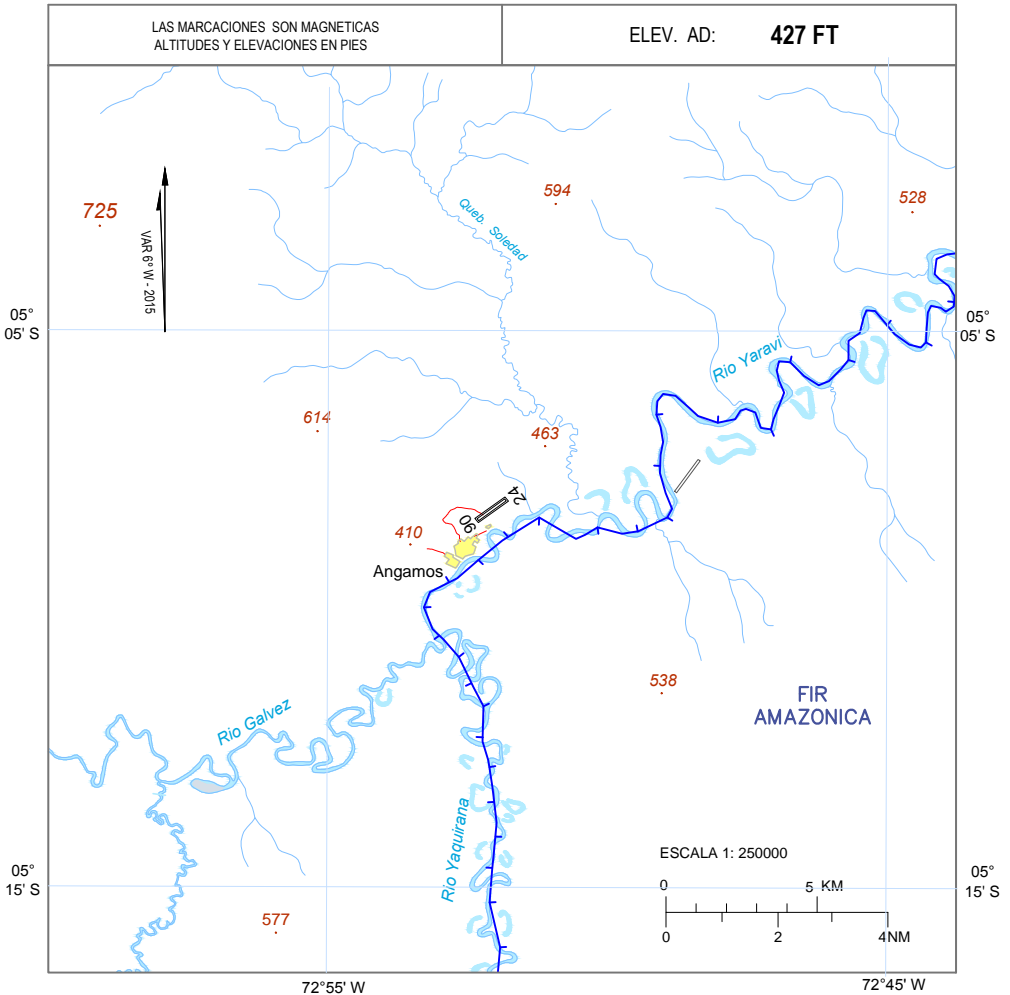 LAS MARCACIONES SON MAGNETICAS
ALTITUDES Y ELEVACIONES EN PIES
ELEV. AD: 427 FT
594
528
725
Queb. Soledad
VAR 6° W - 2015
05°
05' S
05°
05' S
Rio Yaravi
614
463
24
06
410
Angamos
538
FIR
AMAZONICA
Rio Galvez
Rio Yaquirana
ESCALA 1: 250000
0 5 KM
0 2 4NM
05°
15' S
05°
15' S
577
72°55' W
72°45' W